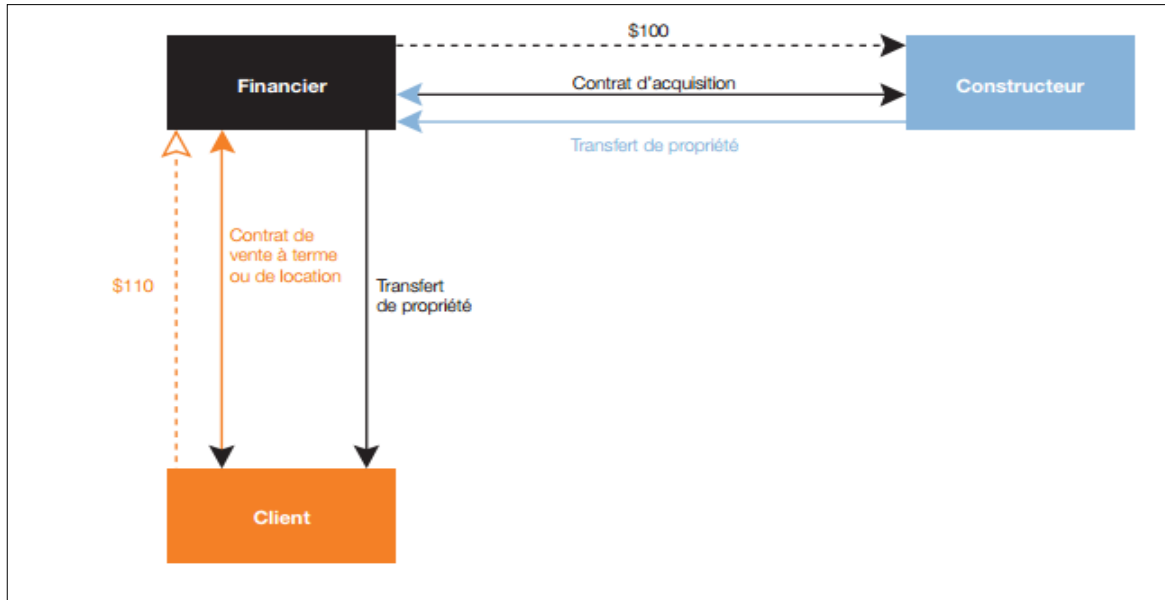 $100
Financier
Contrat d'acquisition
Constructeur
Transfert de propriété
Contrat de
vente à terme
ou de location
$110
Transfert
de propriété
Client